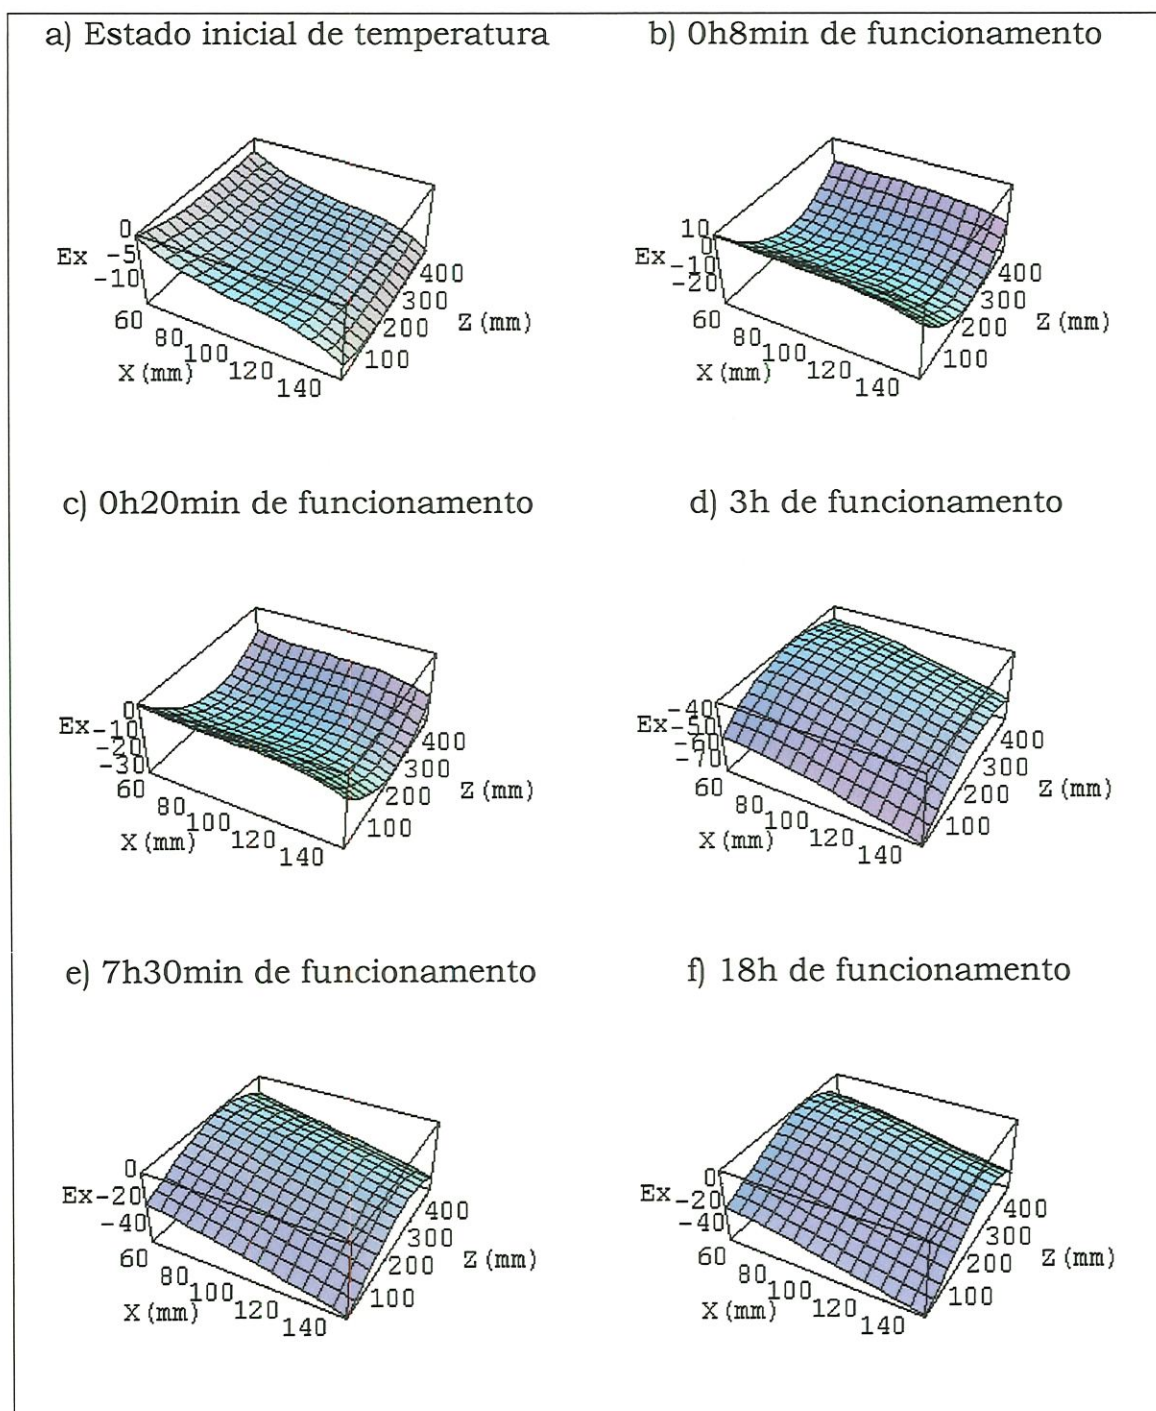 a) Estado inicial de temperatura
b) 0h8min de funcionamento
0
Ex -5
-10
60
80
100
120
140
X (mm)
100
200
300
400
Z (mm)
10
0
Ex -10
-20
60
80
100
120
140
X (mm)
100
200
300
400
Z (mm)
c) 0h20min de funcionamento
d) 3h de funcionamento
0
Ex -10
-20
-30
60
80
100
120
140
X (mm)
100
200
300
400
Z (mm)
-40
Ex -50
-60
-70
60
80
100
120
140
X (mm)
100
200
300
400
Z (mm)
e) 7h30min de funcionamento
f) 18h de funcionamento
0
Ex -20
-40
60
80
100
120
140
X (mm)
100
200
300
400
Z (mm)
0
Ex -20
-40
60
80
100
120
140
X (mm)
100
200
300
400
Z (mm)